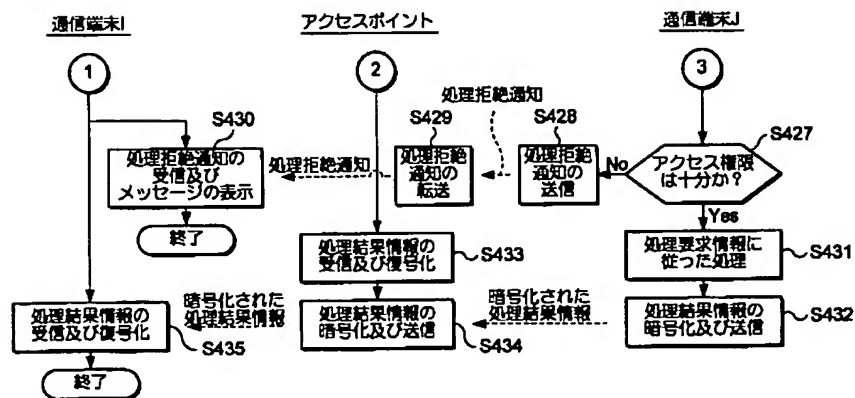 通信端末I
アクセスポイント
通信端末J
1
2
3
S430
処理拒絶通知の
受信及び
メッセージの表示
終了
処理拒絶通知
S429
処理拒絶
通知の
転送
処理拒絶通知
S428
処理拒絶
通知の
送信
No
S427
アクセス権限
は十分か?
Yes
処理要求情報に
従った処理
S431
処理結果情報の
暗号化及び送信
S432
暗号化された
処理結果情報
処理結果情報の
受信及び復号化
S433
処理結果情報の
暗号化及び送信
S434
暗号化された
処理結果情報
処理結果情報の
受信及び復号化
S435
終了